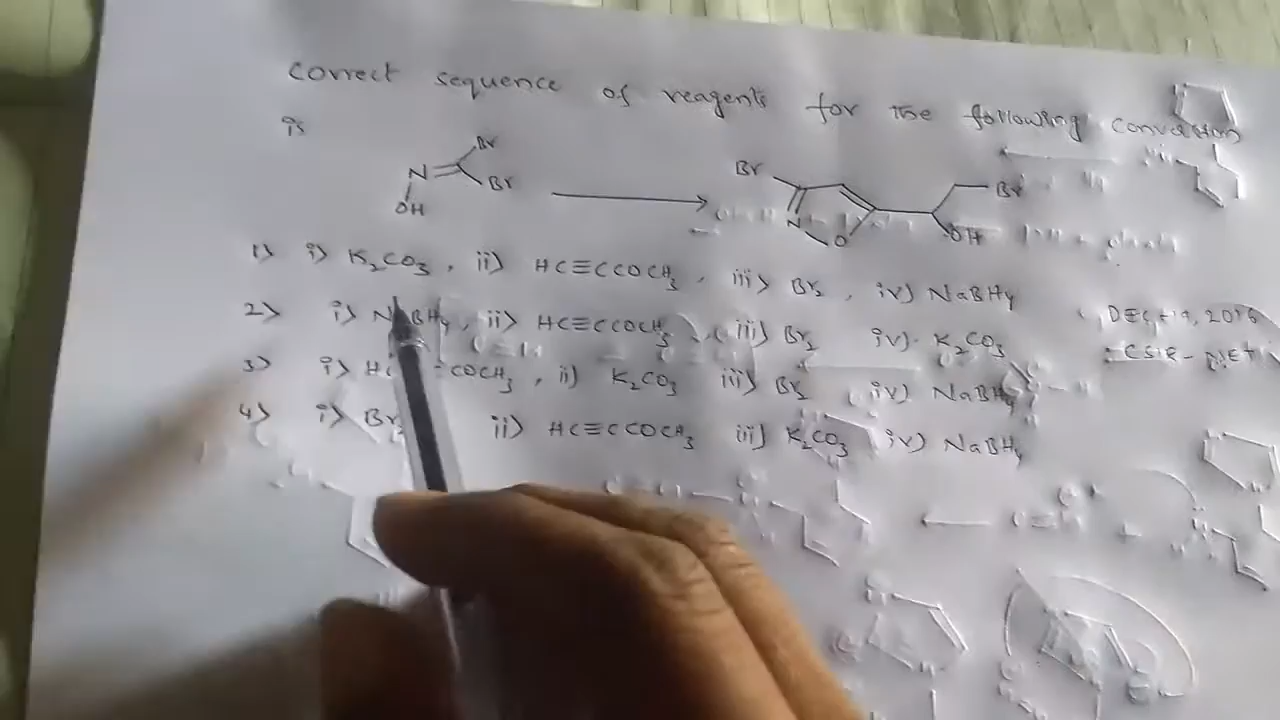 Correct sequence of reagents for the following conversion
is
Br
N
Br
OH
Br
N
O
Br
OH
1) i) K₂CO₃, ii) HC≡CCOCH₃, iii) Br₂, iv) NaBH₄
2) i) NaBH₄, ii) HC≡CCOCH₃, iii) Br₂ iv) K₂CO₃
DEC-19, 2016
CSIR-NET
3) i) COCH₃, ii) K₂CO₃ iii) Br₂ iv) NaBH₄
4) i) Br₂ ii) HC≡CCOCH₃ iii) K₂CO₃ iv) NaBH₄